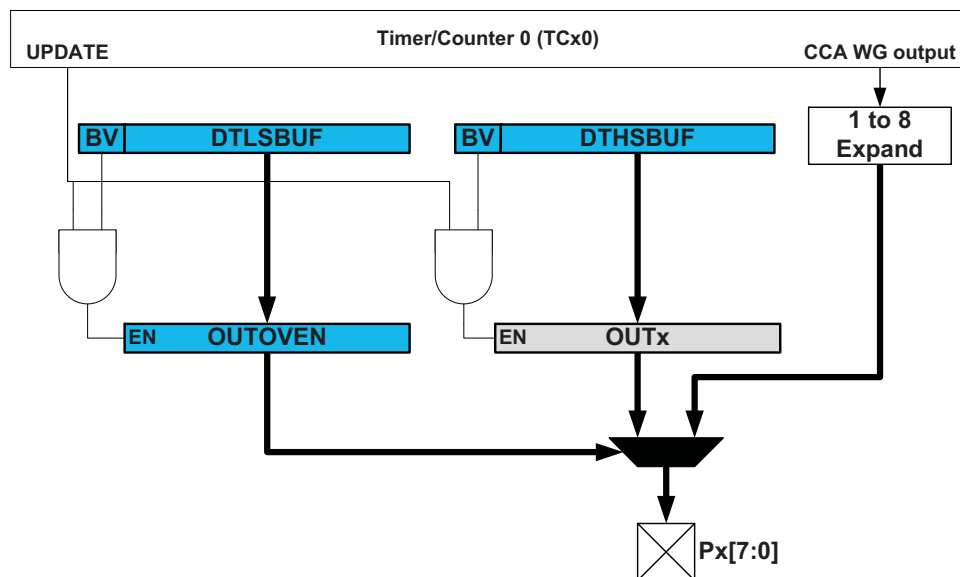 Timer/Counter 0 (TCx0)
UPDATE
CCA WG output
BV
DTLSBUF
BV
DTHSBUF
1 to 8
Expand
EN
OUTOVEN
EN
OUTx
Px[7:0]